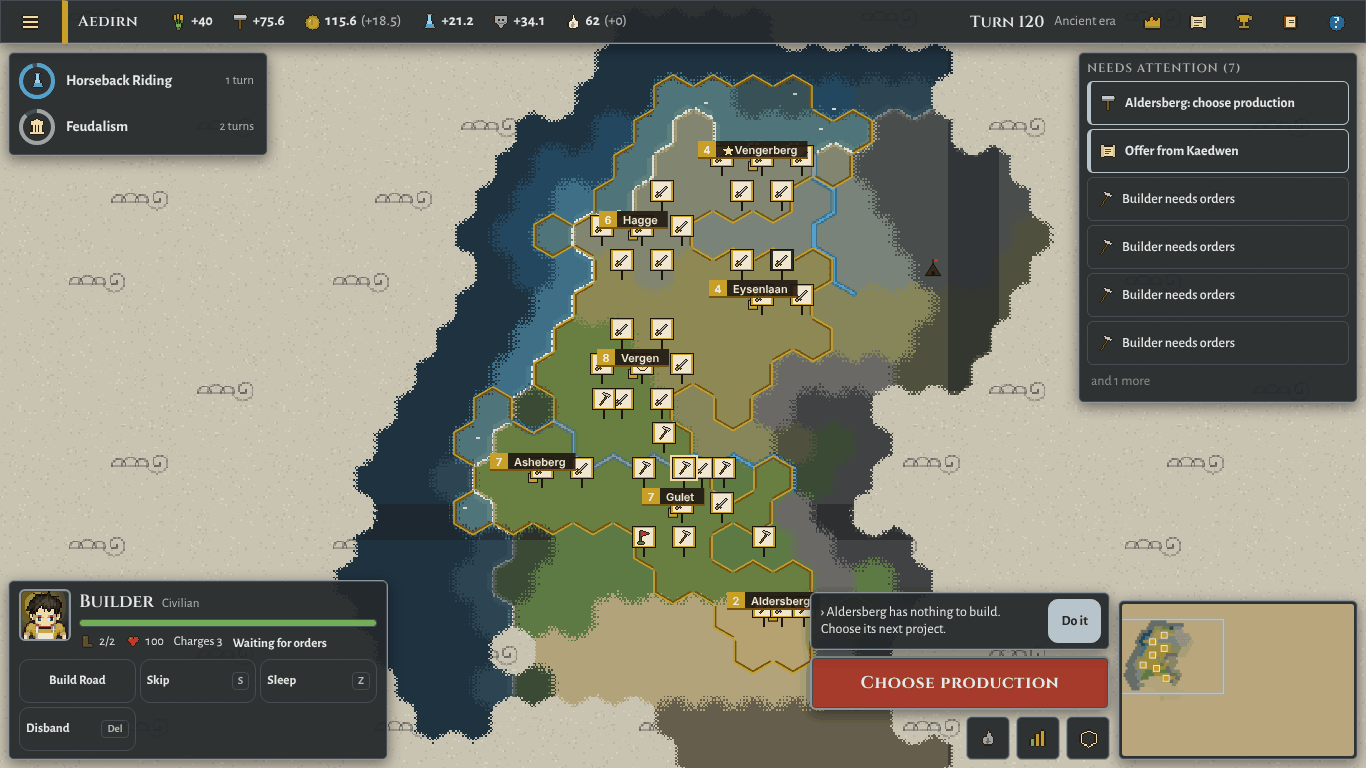 AEDIRN
+40
+75.6
115.6 (+18.5)
+21.2
+34.1
62 (+0)
TURN 120 Ancient era
?
Horseback Riding 1 turn
Feudalism 2 turns
NEEDS ATTENTION (7)
Aldersberg: choose production
Offer from Kaedwen
Builder needs orders
Builder needs orders
Builder needs orders
Builder needs orders
and 1 more
4 Vengerberg
6 Hagge
4 Eysenlaan
8 Vergen
7 Asheberg
7 Gulet
2 Aldersberg
BUILDER Civilian
2/2 100 Charges 3 Waiting for orders
Build Road
Skip S
Sleep Z
Disband Del
› Aldersberg has nothing to build.
Choose its next project.
Do it
CHOOSE PRODUCTION